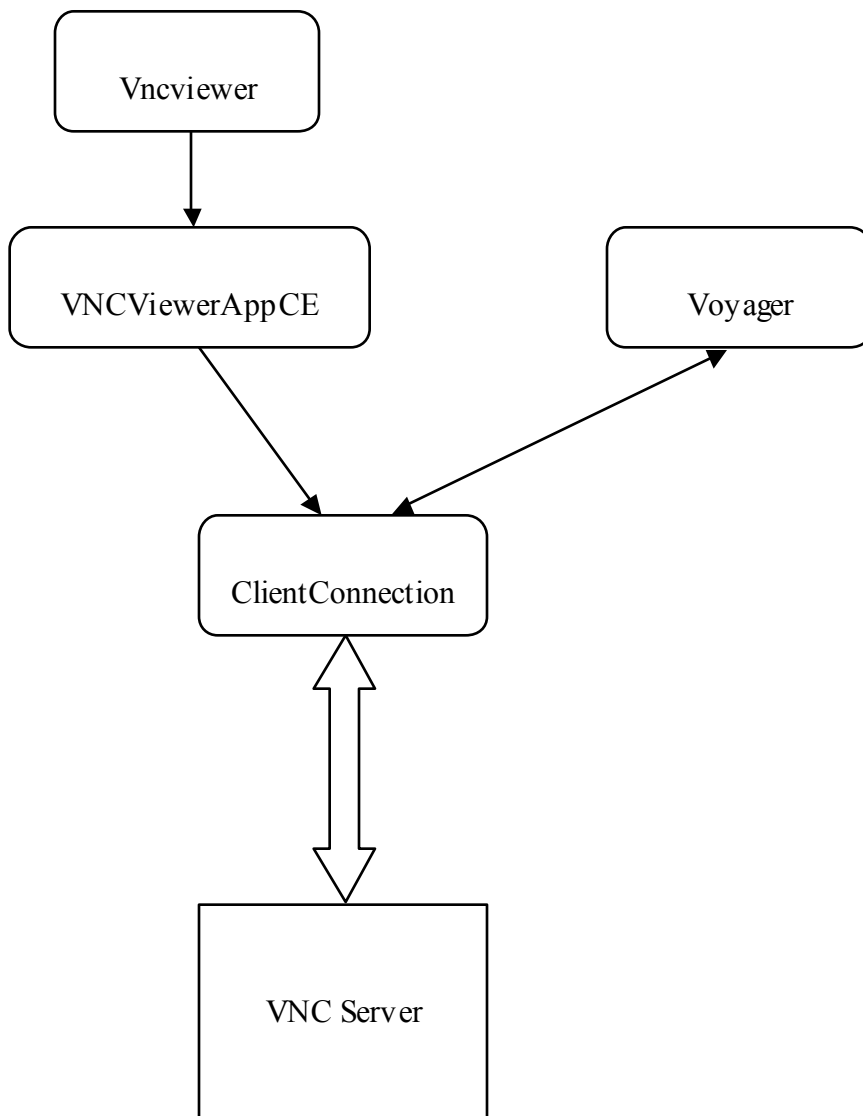 Vncviewer
VNCViewerAppCE
Voyager
ClientConnection
VNC Server